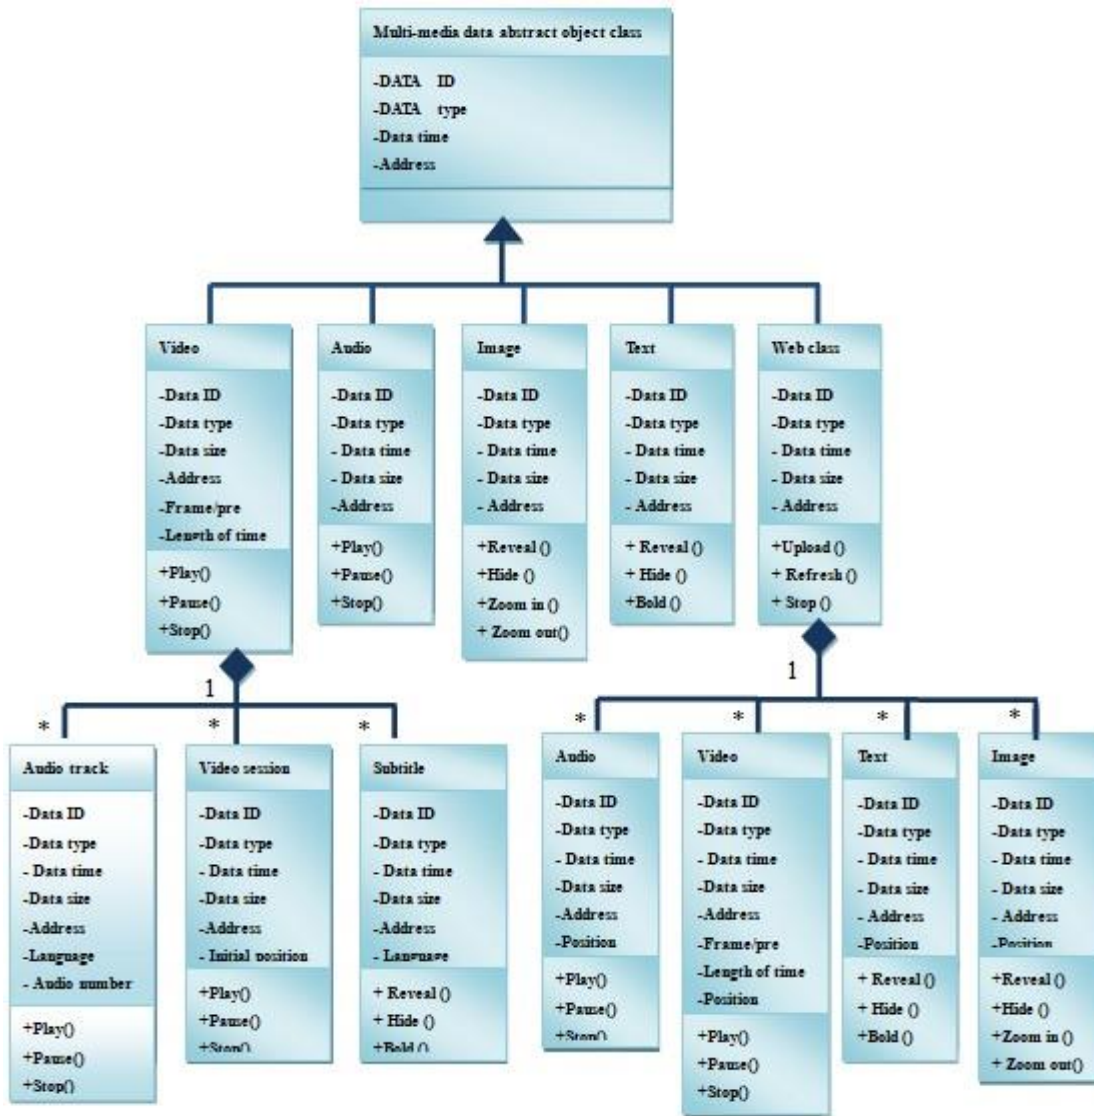 Multi-media data abstract object class
-DATA ID
-DATA type
-Data time
-Address
Video
-Data ID
-Data type
-Data size
-Address
-Frame/pre
-Length of time
+Play()
+Pause()
+Stop()
Audio
-Data ID
-Data type
- Data time
- Data size
-Address
+Play()
+Pause()
+Stop()
Image
-Data ID
-Data type
- Data time
- Data size
- Address
+Reveal ()
+Hide ()
+Zoom in ()
+ Zoom out()
Text
-Data ID
-Data type
- Data time
- Data size
- Address
+ Reveal ()
+ Hide ()
+Bold ()
Web class
-Data ID
-Data type
- Data time
- Data size
- Address
+Upload ()
+ Refresh ()
+ Stop ()
1
* * *
1
* * * *
Audio track
-Data ID
-Data type
- Data time
-Data size
-Address
-Language
- Audio number
+Play()
+Pause()
+Stop()
Video session
-Data ID
-Data type
- Data time
-Data size
-Address
- Initial position
+Play()
+Pause()
+Stop()
Subtitle
-Data ID
-Data type
- Data time
-Data size
-Address
- Language
+ Reveal ()
+ Hide ()
+Bold ()
Audio
-Data ID
-Data type
- Data time
-Data size
-Address
-Position
+Play()
+Pause()
+Stop()
Video
-Data ID
-Data type
- Data time
-Data size
-Address
-Frame/pre
-Length of time
-Position
+Play()
+Pause()
+Stop()
Text
-Data ID
-Data type
- Data time
- Data size
- Address
-Position
+ Reveal ()
+ Hide ()
+Bold ()
Image
-Data ID
-Data type
- Data time
- Data size
- Address
-Position
+Reveal ()
+Hide ()
+Zoom in ()
+ Zoom out()